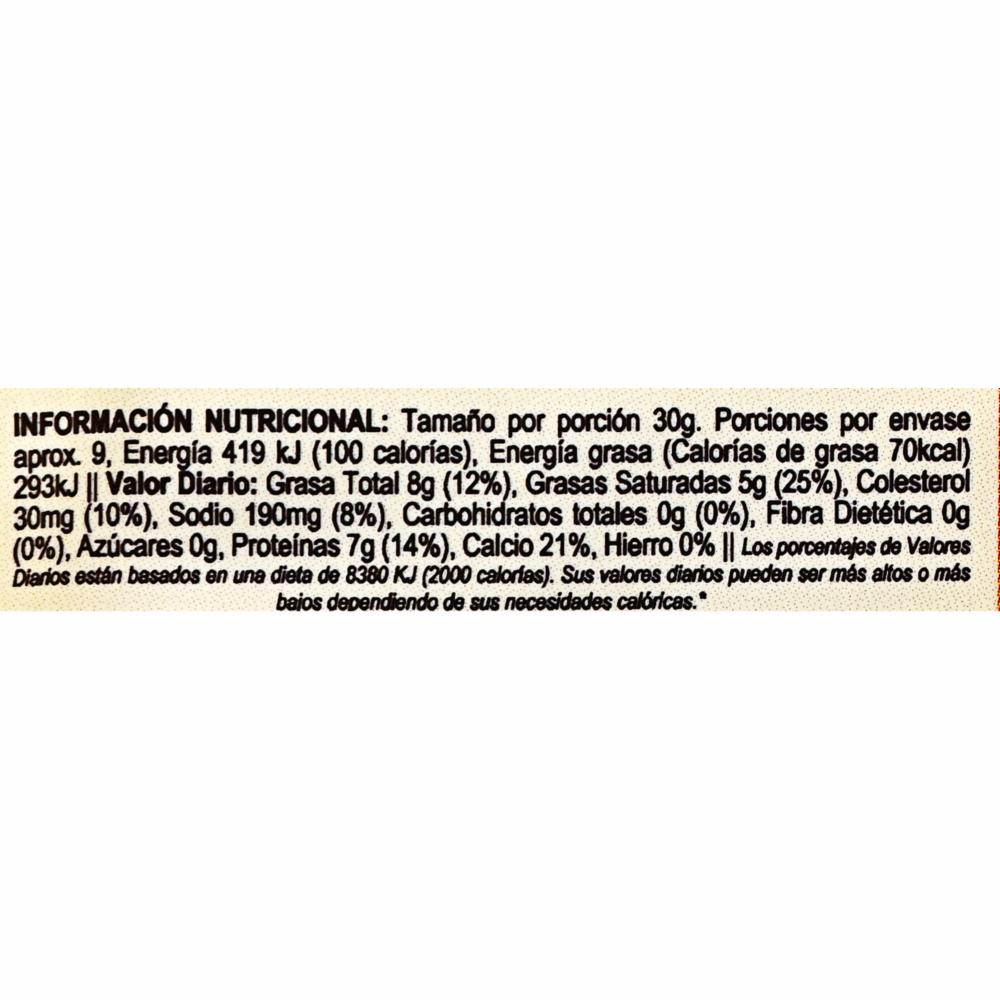 INFORMACIÓN NUTRICIONAL: Tamaño por porción 30g. Porciones por envase
aprox. 9, Energía 419 kJ (100 calorías), Energía grasa (Calorías de grasa 70kcal)
293kJ || Valor Diario: Grasa Total 8g (12%), Grasas Saturadas 5g (25%), Colesterol
30mg (10%), Sodio 190mg (8%), Carbohidratos totales 0g (0%), Fibra Dietética 0g
(0%), Azúcares 0g, Proteínas 7g (14%), Calcio 21%, Hierro 0% || Los porcentajes de Valores
Diarios están basados en una dieta de 8380 KJ (2000 calorías). Sus valores diarios pueden ser más altos o más
bajos dependiendo de sus necesidades calóricas.*